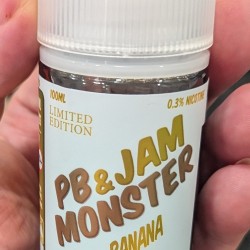 100ML
0.3% NICOTINE
LIMITED
EDITION
PB & JAM
MONSTER
BANANA